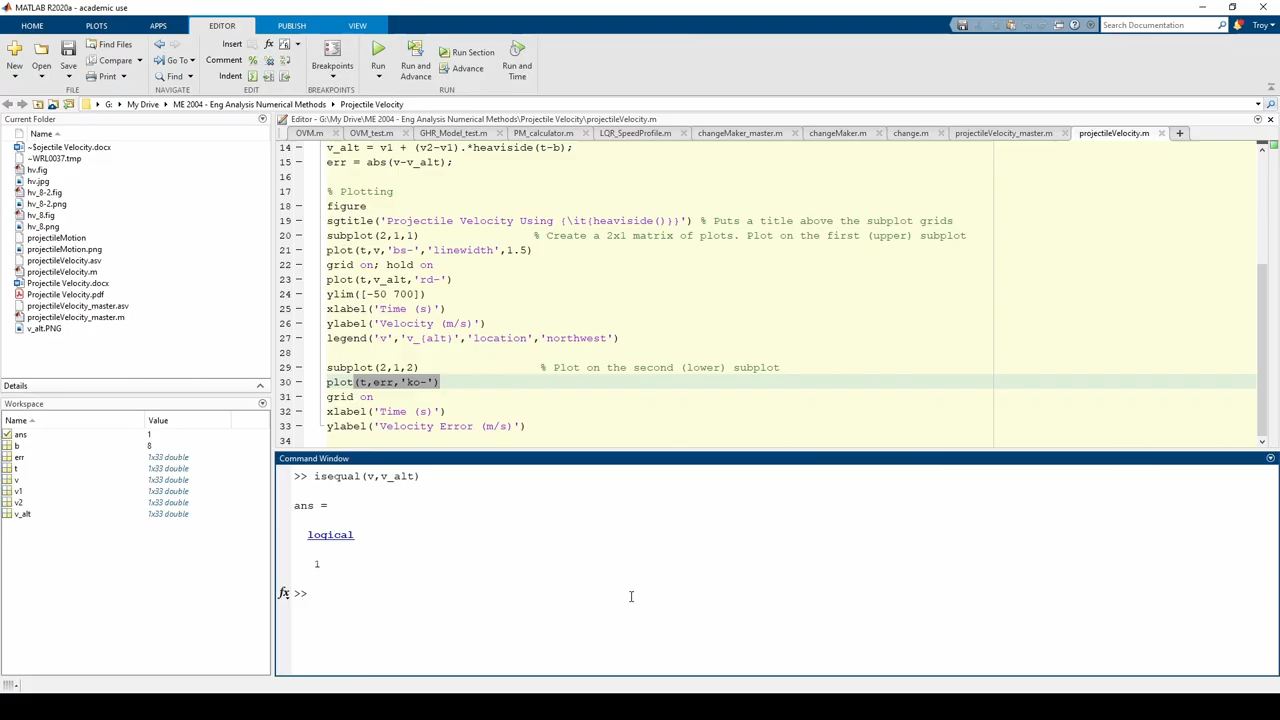 MATLAB R2020a - academic use
HOME PLOTS APPS EDITOR PUBLISH VIEW Search Documentation Troy
New Open Save Find Files Compare Print Go To Find Insert fx Comment Indent Breakpoints Run Run and Advance Run Section Advance Run and Time
FILE NAVIGATE EDIT BREAKPOINTS RUN
G: My Drive ME 2004 - Eng Analysis Numerical Methods Projectile Velocity
Current Folder
Name
~$ojectile Velocity.docx
~WRL0037.tmp
hv.fig
hv.jpg
hv_8-2.fig
hv_8-2.png
hv_8.fig
hv_8.png
projectileMotion
projectileMotion.png
projectileVelocity.asv
projectileVelocity.m
Projectile Velocity.docx
Projectile Velocity.pdf
projectileVelocity_master.asv
projectileVelocity_master.m
v_alt.PNG
Details
Workspace
Name Value
ans 1
b 8
err 1x33 double
t 1x33 double
v 1x33 double
v1 1x33 double
v2 1x33 double
v_alt 1x33 double
Editor - G:\My Drive\ME 2004 - Eng Analysis Numerical Methods\Projectile Velocity\projectileVelocity.m
OVM.m OVM_test.m GHR_Model_test.m PM_calculator.m LQR_SpeedProfile.m changeMaker_master.m changeMaker.m change.m projectileVelocity_master.m projectileVelocity.m
14 v_alt = v1 + (v2-v1).*heaviside(t-b);
15 err = abs(v-v_alt);
16
17 % Plotting
18 figure
19 sgtitle('Projectile Velocity Using {\it{heaviside()}}') % Puts a title above the subplot grids
20 subplot(2,1,1) % Create a 2x1 matrix of plots. Plot on the first (upper) subplot
21 plot(t,v,'bs-','linewidth',1.5)
22 grid on; hold on
23 plot(t,v_alt,'rd-')
24 ylim([-50 700])
25 xlabel('Time (s)')
26 ylabel('Velocity (m/s)')
27 legend('v','v_{alt}','location','northwest')
28
29 subplot(2,1,2) % Plot on the second (lower) subplot
30 plot(t,err,'ko-')
31 grid on
32 xlabel('Time (s)')
33 ylabel('Velocity Error (m/s)')
34
Command Window
>> isequal(v,v_alt)
ans =
logical
1
fx >>